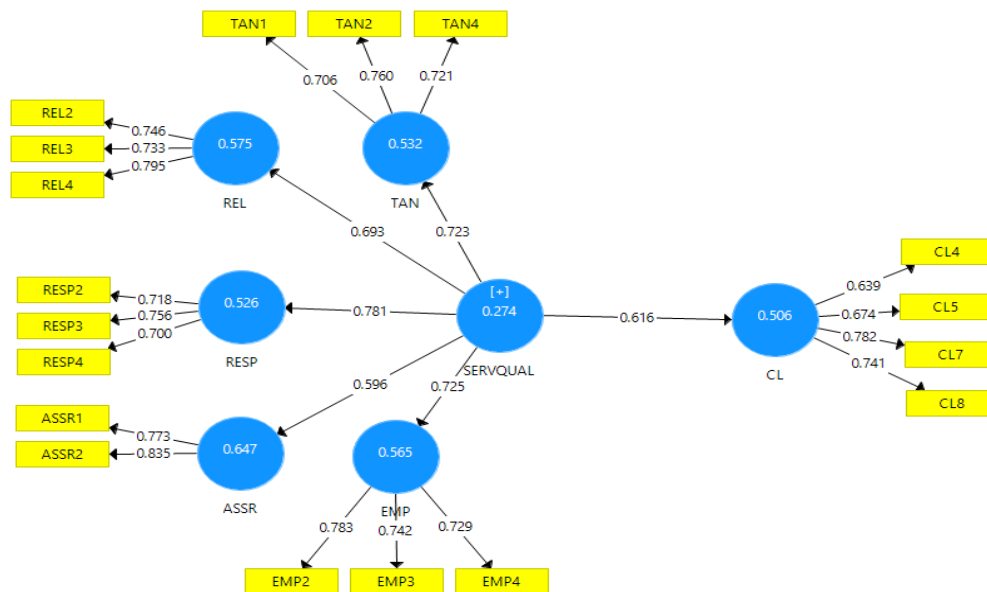 TAN1 TAN2 TAN4
0.706 0.760 0.721
REL2
REL3
REL4
0.746
0.733
0.795
0.575
REL
0.532
TAN
0.693
0.723
RESP2
RESP3
RESP4
0.718
0.756
0.700
0.526
RESP
0.781
[+]
0.274
SERVQUAL
0.616
0.506
CL
0.639
0.674
0.782
0.741
CL4
CL5
CL7
CL8
0.596
0.725
ASSR1
ASSR2
0.773
0.835
0.647
ASSR
0.565
EMP
0.783 0.742 0.729
EMP2 EMP3 EMP4